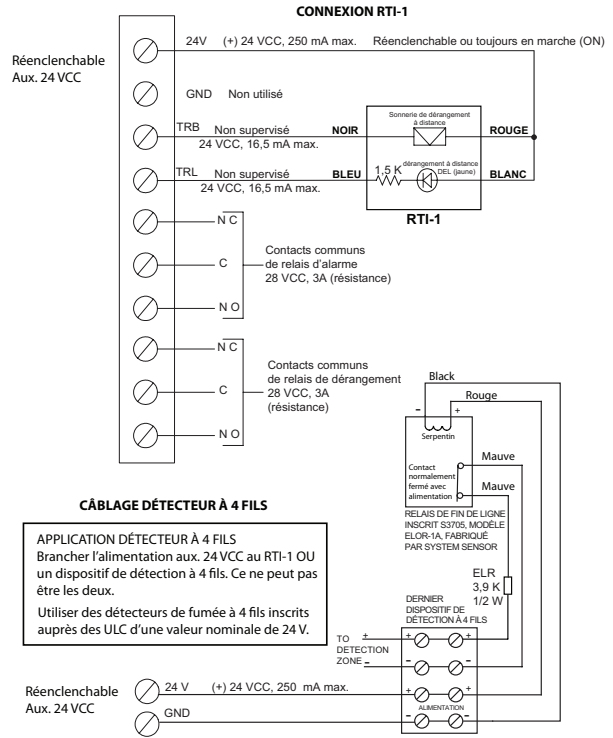 CONNEXION RTI-1
24V (+) 24 VCC, 250 mA max. Réenclenchable ou toujours en marche (ON)
Réenclenchable
Aux. 24 VCC
GND Non utilisé
TRB Non supervisé
24 VCC, 16,5 mA max.
NOIR
Sonnerie de dérangement
à distance
ROUGE
TRL Non supervisé
24 VCC, 16,5 mA max.
BLEU
1,5 K
dérangement à distance
DEL (jaune)
BLANC
RTI-1
N C
C
N O
Contacts communs
de relais d'alarme
28 VCC, 3A (résistance)
N C
C
N O
Contacts communs
de relais de dérangement
28 VCC, 3A
(résistance)
Black
Rouge
- +
Serpentin
Mauve
Contact
normalement
fermé avec
alimentation
Mauve
RELAIS DE FIN DE LIGNE
INSCRIT S3705, MODÈLE
ELOR-1A, FABRIQUÉ
PAR SYSTEM SENSOR
CÂBLAGE DÉTECTEUR À 4 FILS
APPLICATION DÉTECTEUR À 4 FILS
Brancher l'alimentation aux. 24 VCC au RTI-1 OU
un dispositif de détection à 4 fils. Ce ne peut pas
être les deux.
Utiliser des détecteurs de fumée à 4 fils inscrits
auprès des ULC d'une valeur nominale de 24 V.
ELR
3,9 K
1/2 W
DERNIER
DISPOSITIF DE
DÉTECTION À 4 FILS
TO + + +
DETECTION
ZONE - - -
Réenclenchable
Aux. 24 VCC
24 V (+) 24 VCC, 250 mA max.
+ +
ALIMENTATION
GND
- -